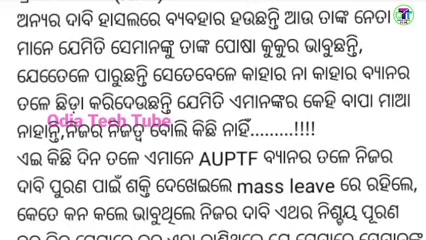 ଅନ୍ୟର ଦାବି ହାସଲରେ ବ୍ୟବହାର ହଉଛନ୍ତି ଆଉ ତାଙ୍କ ନେତା
ମାନେ ଯେମିତି ସେମାନଙ୍କୁ ତାଙ୍କ ପୋଷା କୁକୁର ଭାବୁଛନ୍ତି,
ଯେତେେଳେ ପାରୁଛନ୍ତି ସେତେବେଳେ କାହାର ନା କାହାର ବ୍ୟାନର
ତଳେ ଛିଡ଼ା କରିଦେଉଛନ୍ତି ଯେମିତି ଏମାନଙ୍କର କେହି ବାପା ମାଆ
ନାହାନ୍ତି,ନିଜର ନିଜତ୍ବ ବୋଲି କିଛି ନାହିଁ.........!!!!
Odia Tech Tube
ଏଇ କିଛି ଦିନ ତଳେ ଏମାନେ AUPTF ବ୍ୟାନର ତଳେ ନିଜର
ଦାବି ପୁରଣ ପାଇଁ ଶକ୍ତି ଦେଖେଇଲେ mass leave ରେ ରହିଲେ,
କେତେ କନ କଲେ ଭାବୁଥିଲେ ନିଜର ଦାବି ଏଥର ନିଶ୍ଚୟ ପୂରଣ